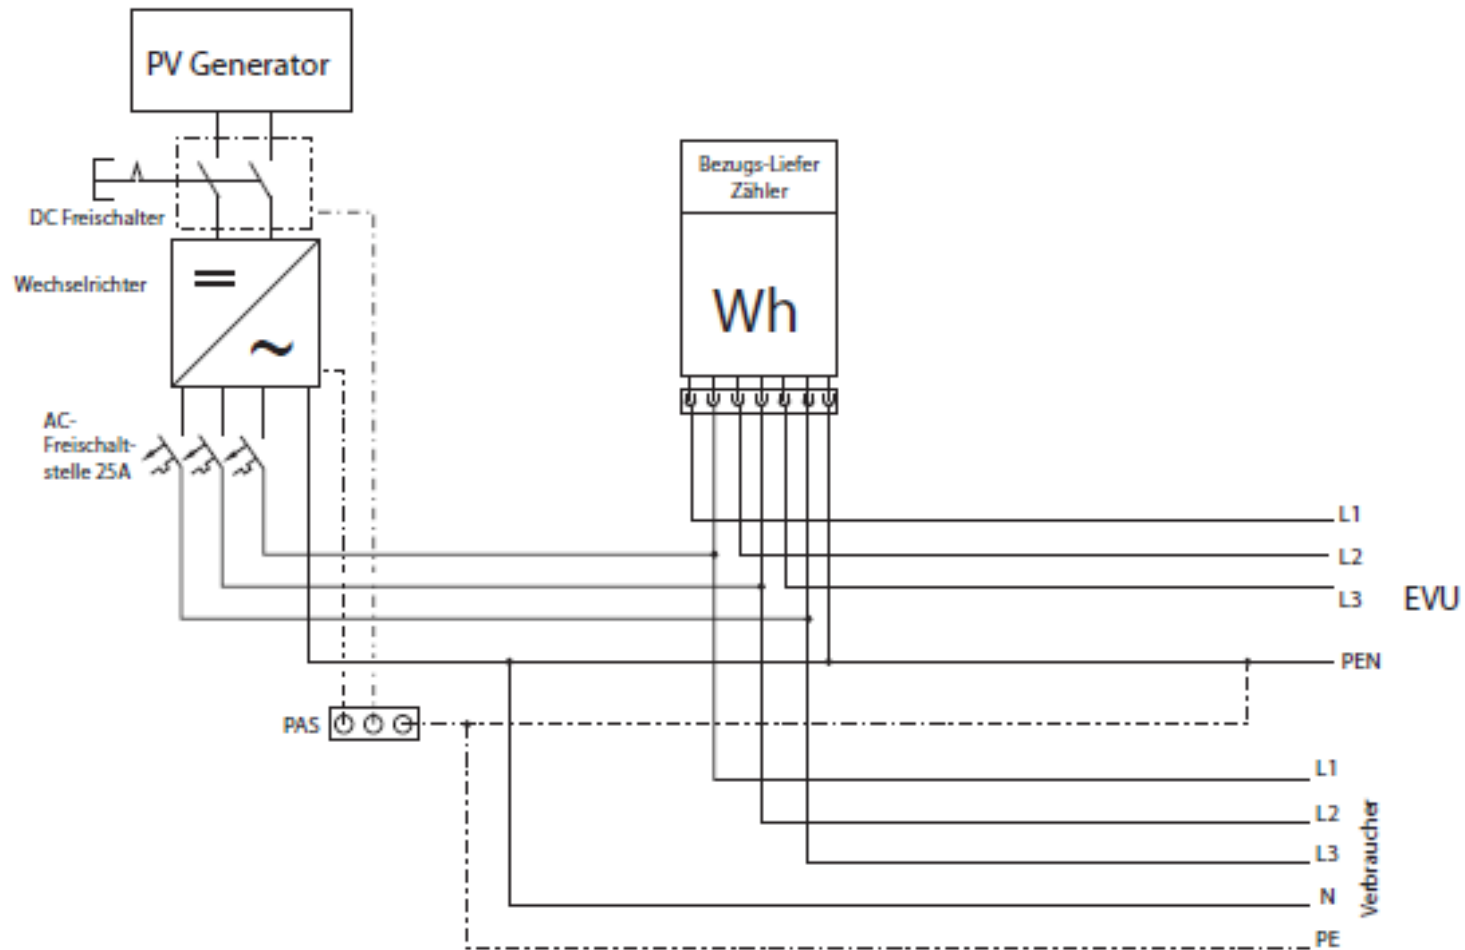 PV Generator
DC Freischalter
Wechselrichter
AC-
Freischalt-
stelle 25A
Bezugs-Liefer
Zähler
Wh
L1
L2
L3
EVU
PEN
PAS
L1
L2
L3
N
PE
Verbraucher